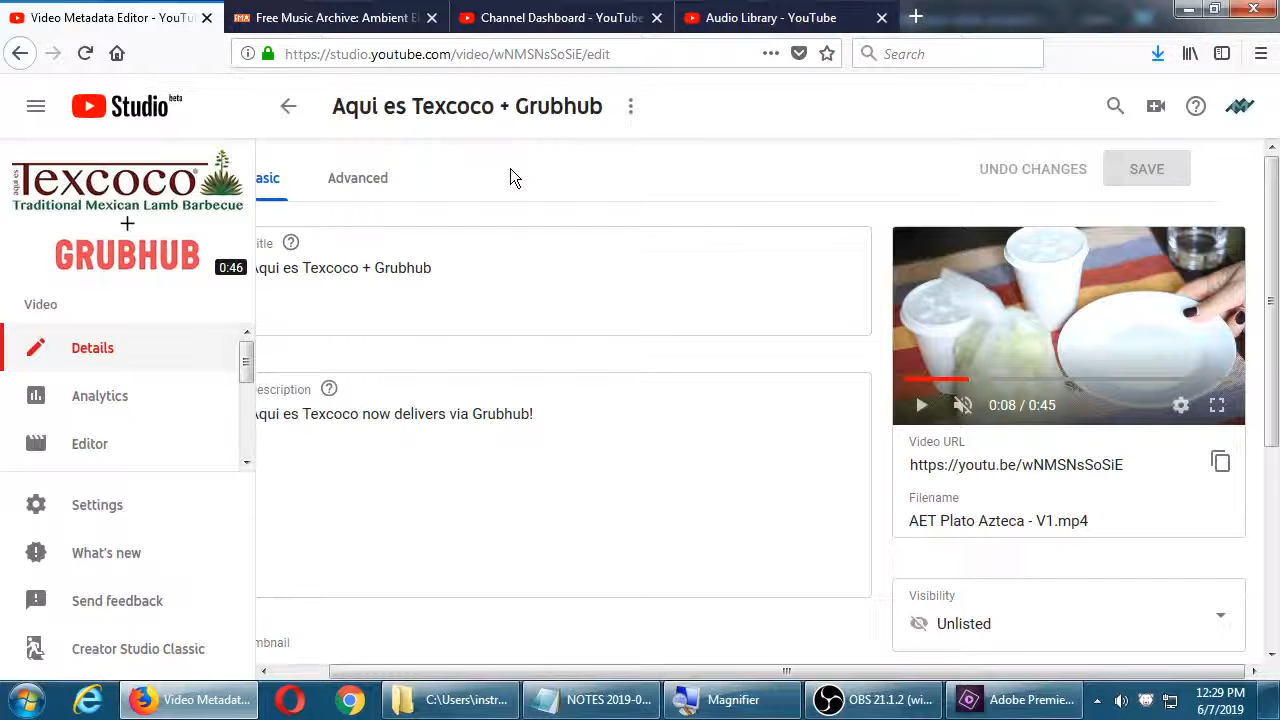 Video Metadata Editor - YouTu
Free Music Archive: Ambient El
Channel Dashboard - YouTube
Audio Library - YouTube
https://studio.youtube.com/video/wNMSNsSoSiE/edit
Search
Studio beta
Aqui es Texcoco + Grubhub
aquí es
Texcoco
Traditional Mexican Lamb Barbecue
+
GRUBHUB
0:46
asic
Advanced
UNDO CHANGES
SAVE
itle
Aqui es Texcoco + Grubhub
escription
Aqui es Texcoco now delivers via Grubhub!
mbnail
Video
Details
Analytics
Editor
Settings
What's new
Send feedback
Creator Studio Classic
0:08 / 0:45
Video URL
https://youtu.be/wNMSNsSoSiE
Filename
AET Plato Azteca - V1.mp4
Visibility
Unlisted
Video Metadat...
C:\Users\instr...
NOTES 2019-0...
Magnifier
OBS 21.1.2 (wi...
Adobe Premie...
12:29 PM
6/7/2019